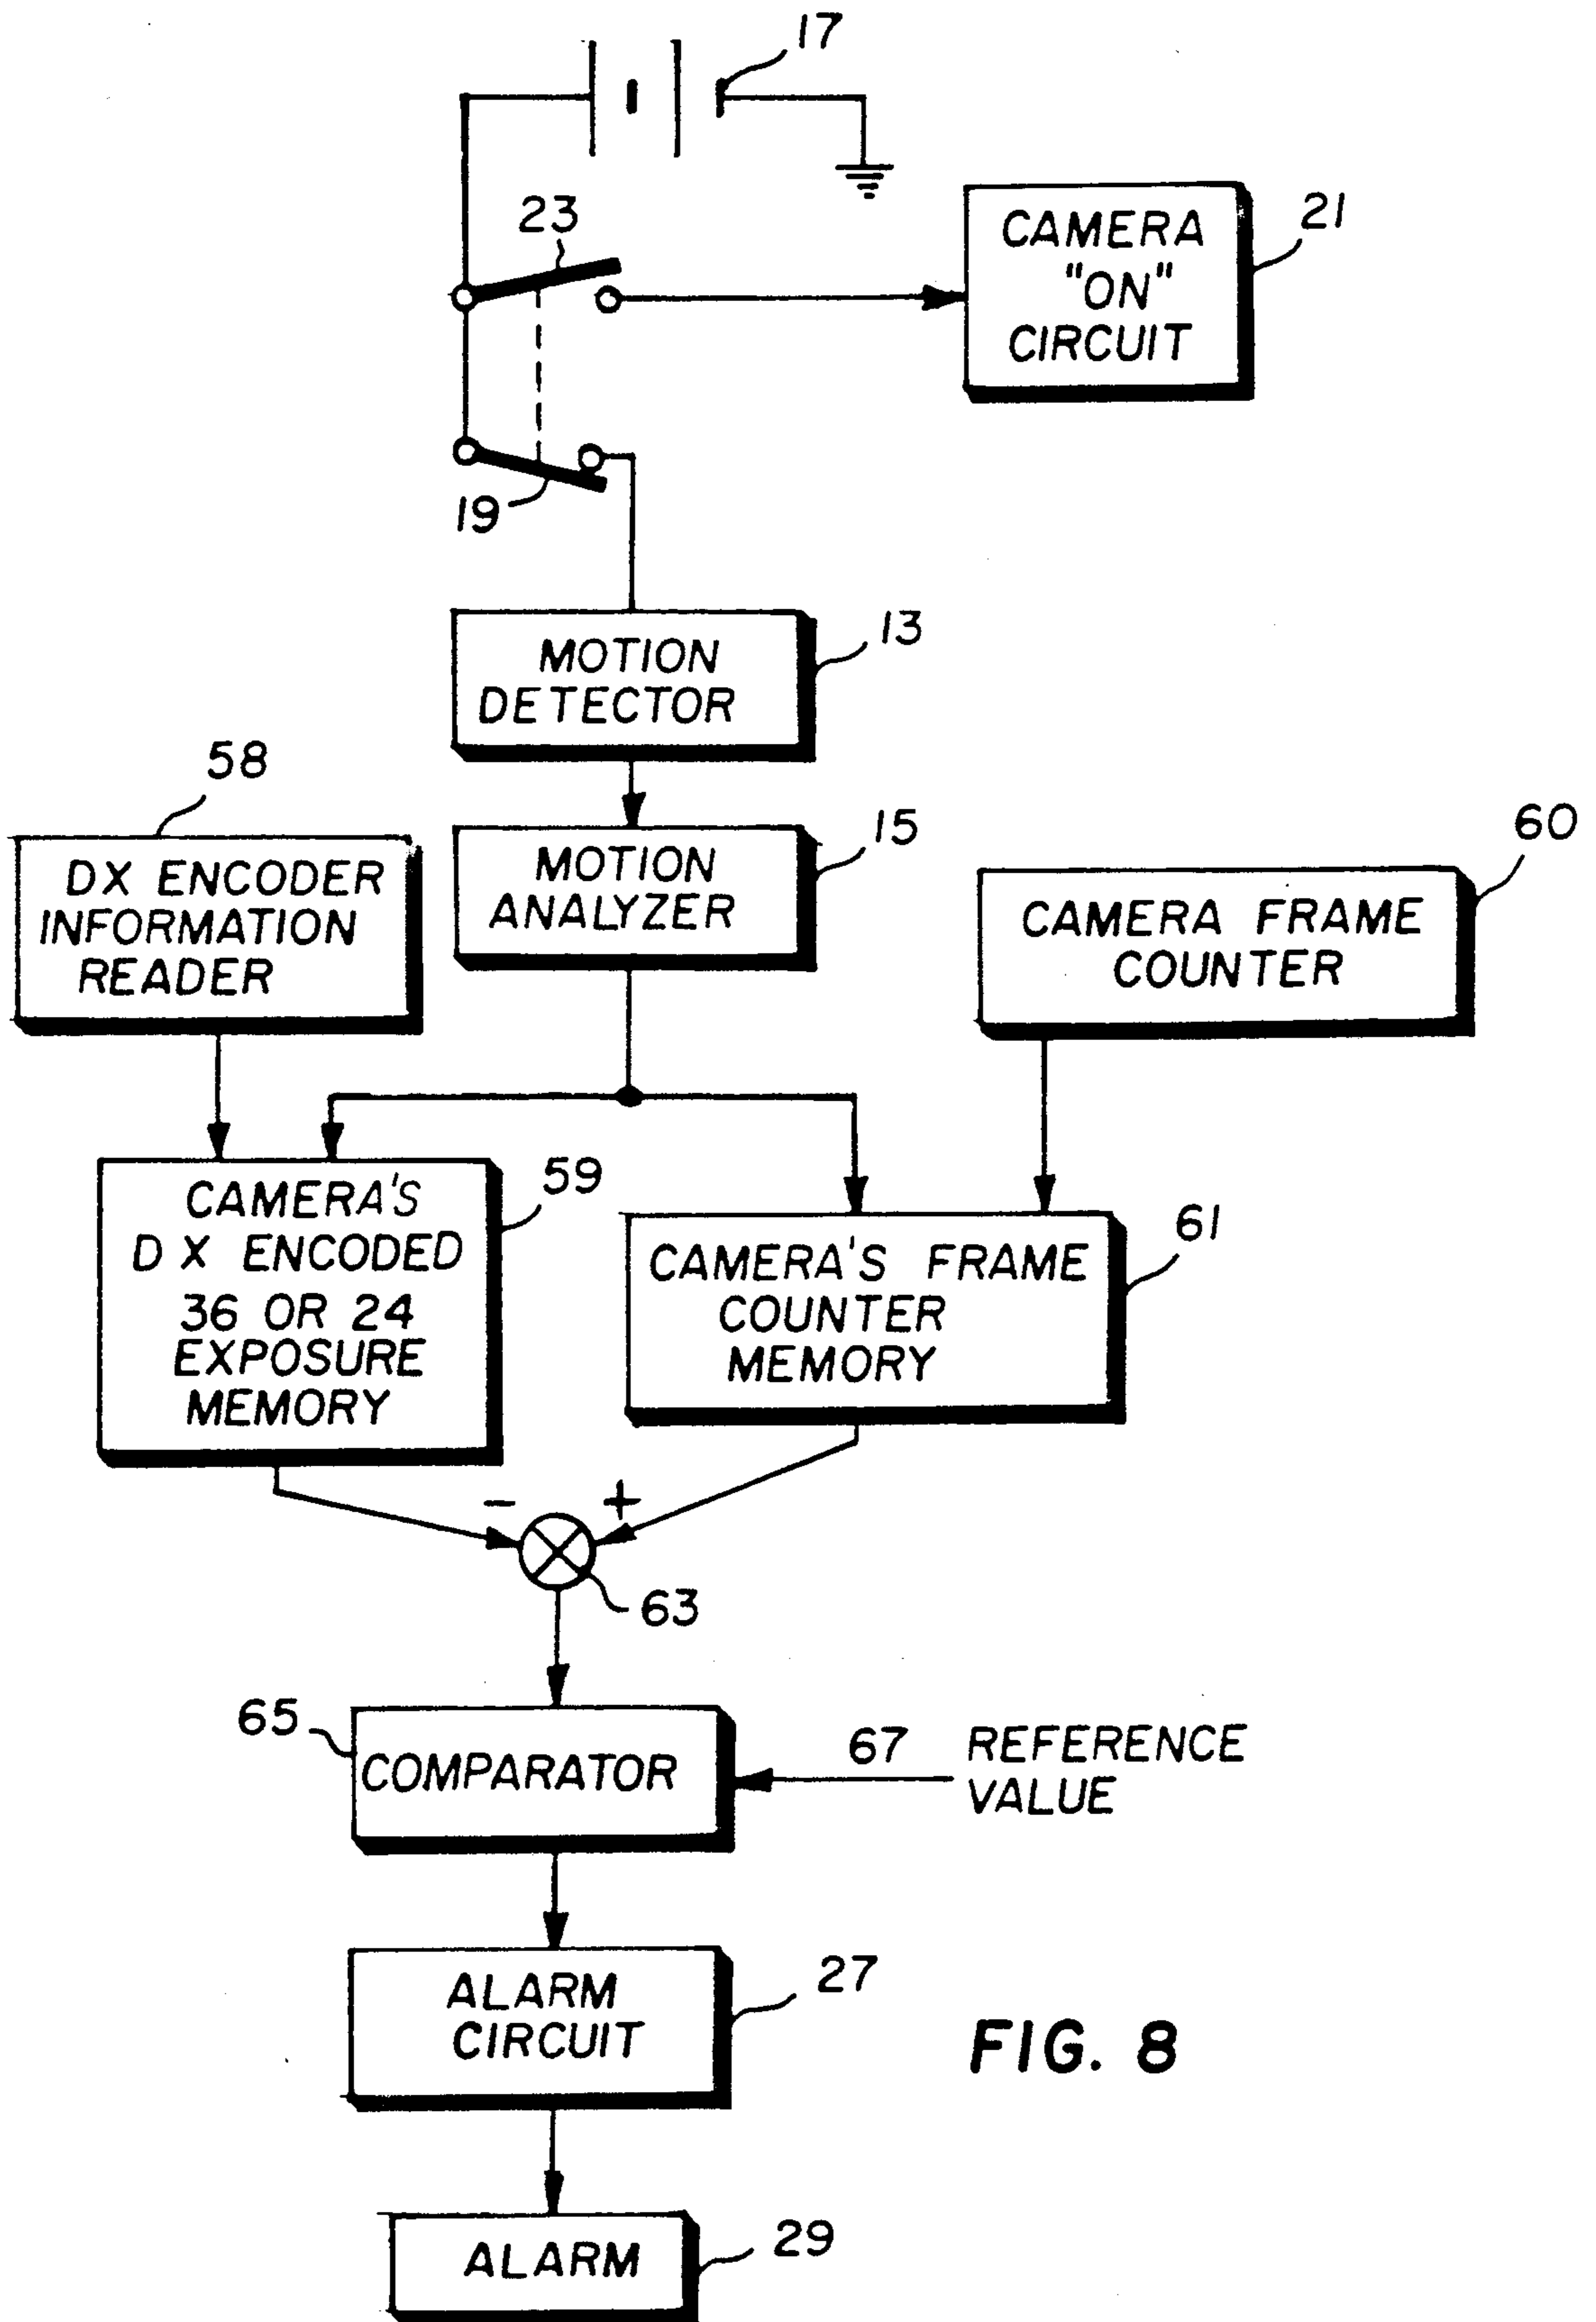 17
23
CAMERA
"ON"
CIRCUIT
21
19
MOTION
DETECTOR
13
58
DX ENCODER
INFORMATION
READER
MOTION
ANALYZER
15
60
CAMERA FRAME
COUNTER
CAMERA'S
DX ENCODED
36 OR 24
EXPOSURE
MEMORY
59
CAMERA'S FRAME
COUNTER
MEMORY
61
- +
63
65
COMPARATOR
67 REFERENCE
VALUE
ALARM
CIRCUIT
27
FIG. 8
ALARM
29